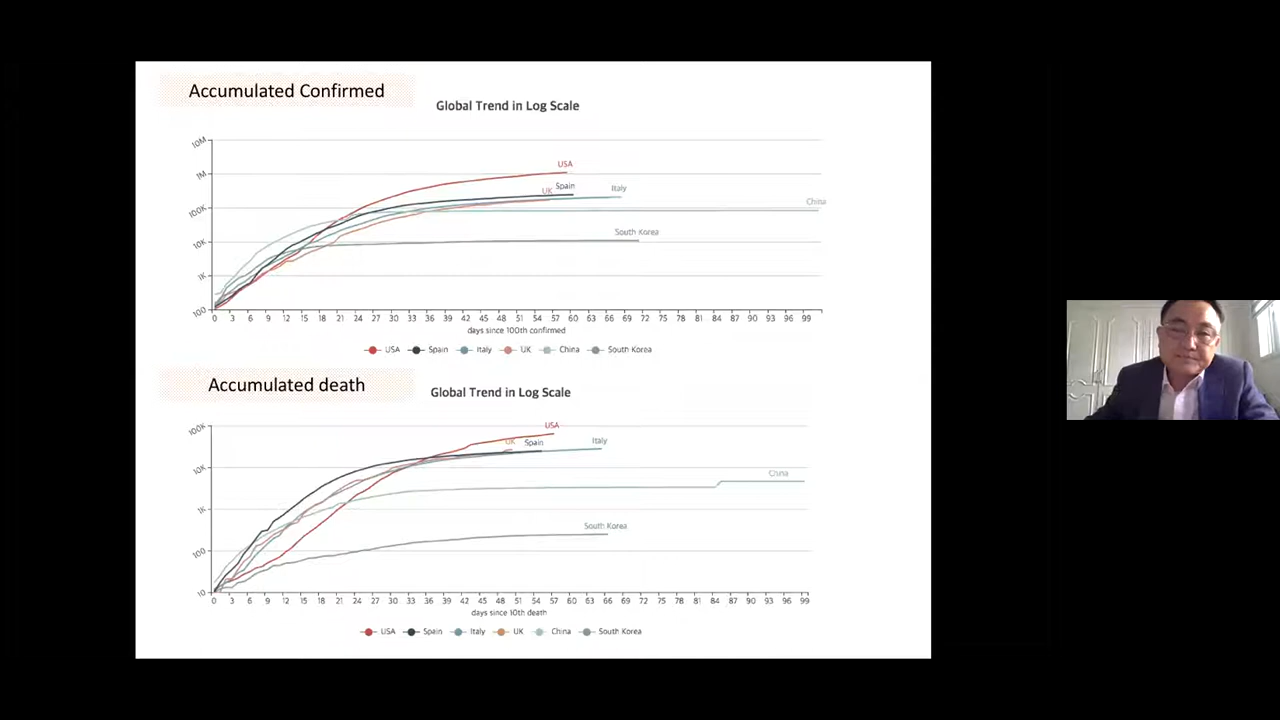 Accumulated Confirmed
Global Trend in Log Scale
10M
1M
100K
10K
1K
100
USA
UK
Spain
Italy
China
South Korea
0 3 6 9 12 15 18 21 24 27 30 33 36 39 42 45 48 51 54 57 60 63 66 69 72 75 78 81 84 87 90 93 96 99
days since 100th confirmed
USA Spain Italy UK China South Korea
Accumulated death
Global Trend in Log Scale
100K
10K
1K
100
10
USA
UK
Spain
Italy
China
South Korea
0 3 6 9 12 15 18 21 24 27 30 33 36 39 42 45 48 51 54 57 60 63 66 69 72 75 78 81 84 87 90 93 96 99
days since 10th death
USA Spain Italy UK China South Korea